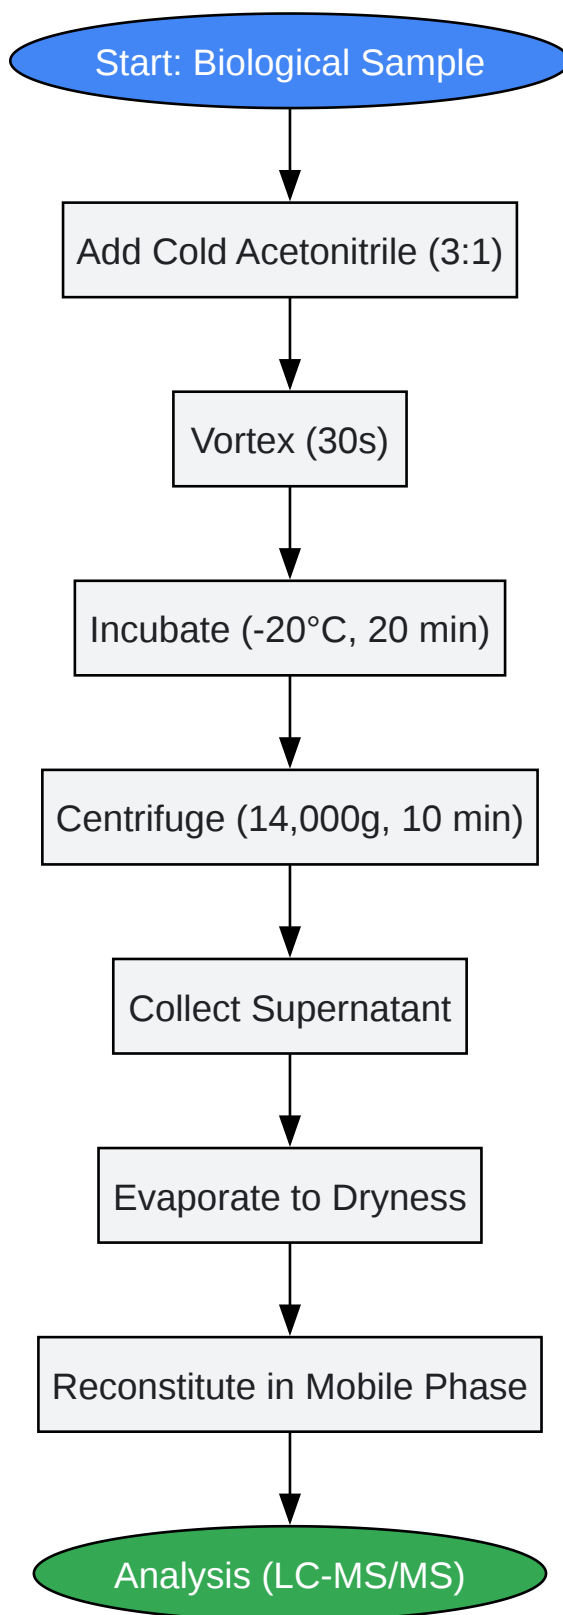 Start: Biological Sample
Add Cold Acetonitrile (3:1)
Vortex (30s)
Incubate (-20°C, 20 min)
Centrifuge (14,000g, 10 min)
Collect Supernatant
Evaporate to Dryness
Reconstitute in Mobile Phase
Analysis (LC-MS/MS)